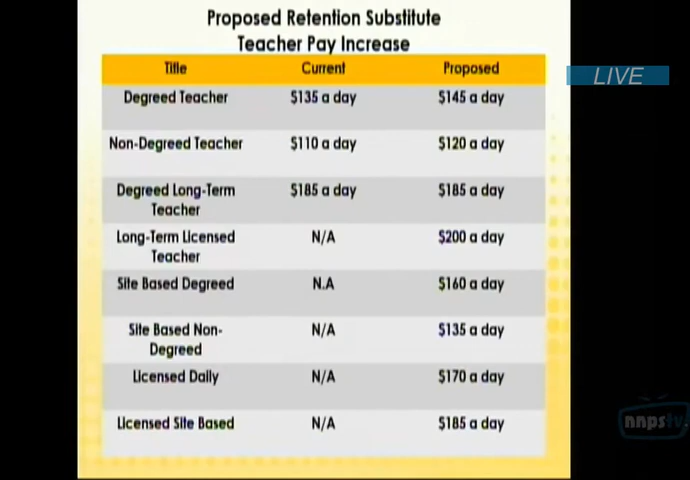 Proposed Retention Substitute
Teacher Pay Increase
Title Current Proposed
Degreed Teacher $135 a day $145 a day
Non-Degreed Teacher $110 a day $120 a day
Degreed Long-Term
Teacher $185 a day $185 a day
Long-Term Licensed
Teacher N/A $200 a day
Site Based Degreed N.A $160 a day
Site Based Non-
Degreed N/A $135 a day
Licensed Daily N/A $170 a day
Licensed Site Based N/A $185 a day
LIVE
nnpstv